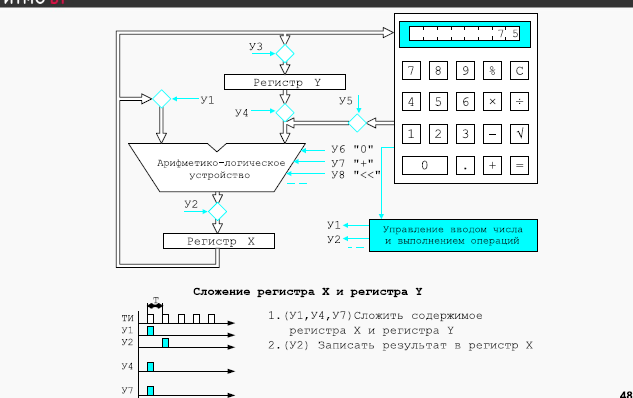 ИТМО ВТ
7 5
У3
7 8 9 % C
Регистр Y
У1
У4
У5
4 5 6 × ÷
1 2 3 − √
У6 "0"
Арифметико-логическое
устройство
У7 "+"
У8 "<<"
0 . + =
У2
У1
У2
Управление вводом числа
и выполнением операций
Регистр X
Сложение регистра X и регистра Y
T
ТИ
У1
У2
У4
У7
1.(У1,У4,У7)Сложить содержимое
регистра X и регистра Y
2.(У2) Записать результат в регистр X
48